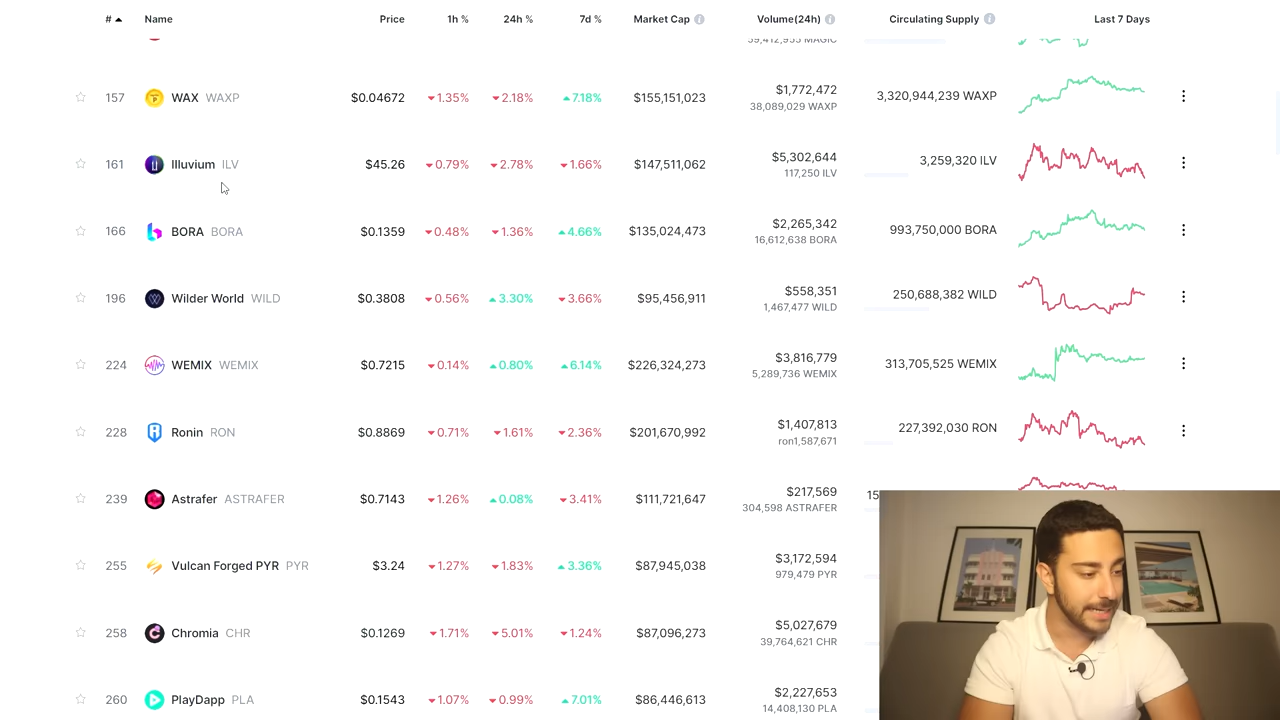 # Name Price 1h % 24h % 7d % Market Cap Volume(24h) Circulating Supply Last 7 Days
59,412,955 MAGIC
157 WAX WAXP $0.04672 1.35% 2.18% 7.18% $155,151,023 $1,772,472 3,320,944,239 WAXP
38,089,029 WAXP
161 Illuvium ILV $45.26 0.79% 2.78% 1.66% $147,511,062 $5,302,644 3,259,320 ILV
117,250 ILV
166 BORA BORA $0.1359 0.48% 1.36% 4.66% $135,024,473 $2,265,342 993,750,000 BORA
16,612,638 BORA
196 Wilder World WILD $0.3808 0.56% 3.30% 3.66% $95,456,911 $558,351 250,688,382 WILD
1,467,477 WILD
224 WEMIX WEMIX $0.7215 0.14% 0.80% 6.14% $226,324,273 $3,816,779 313,705,525 WEMIX
5,289,736 WEMIX
228 Ronin RON $0.8869 0.71% 1.61% 2.36% $201,670,992 $1,407,813 227,392,030 RON
ron1,587,671
239 Astrafer ASTRAFER $0.7143 1.26% 0.08% 3.41% $111,721,647 $217,569 15
304,598 ASTRAFER
255 Vulcan Forged PYR PYR $3.24 1.27% 1.83% 3.36% $87,945,038 $3,172,594
979,479 PYR
258 Chromia CHR $0.1269 1.71% 5.01% 1.24% $87,096,273 $5,027,679
39,764,621 CHR
260 PlayDapp PLA $0.1543 1.07% 0.99% 7.01% $86,446,613 $2,227,653
14,408,130 PLA